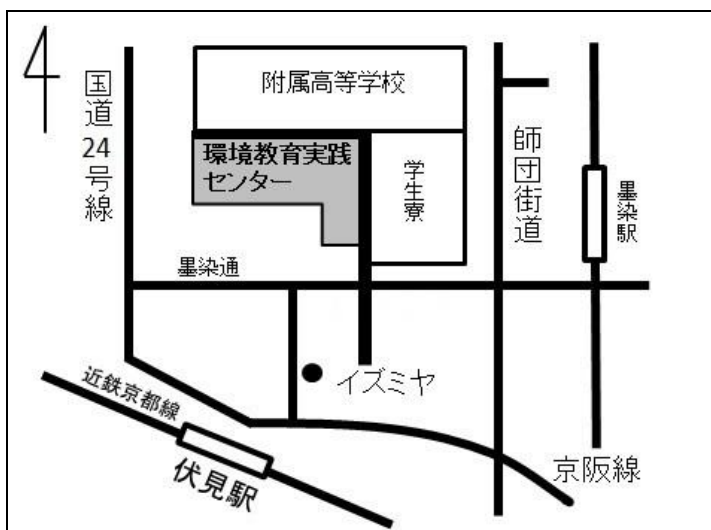 附属高等学校
国道24号線
環境教育実践
センター
学生寮
師団街道
墨染駅
墨染通
イズミヤ
近鉄京都線
伏見駅
京阪線